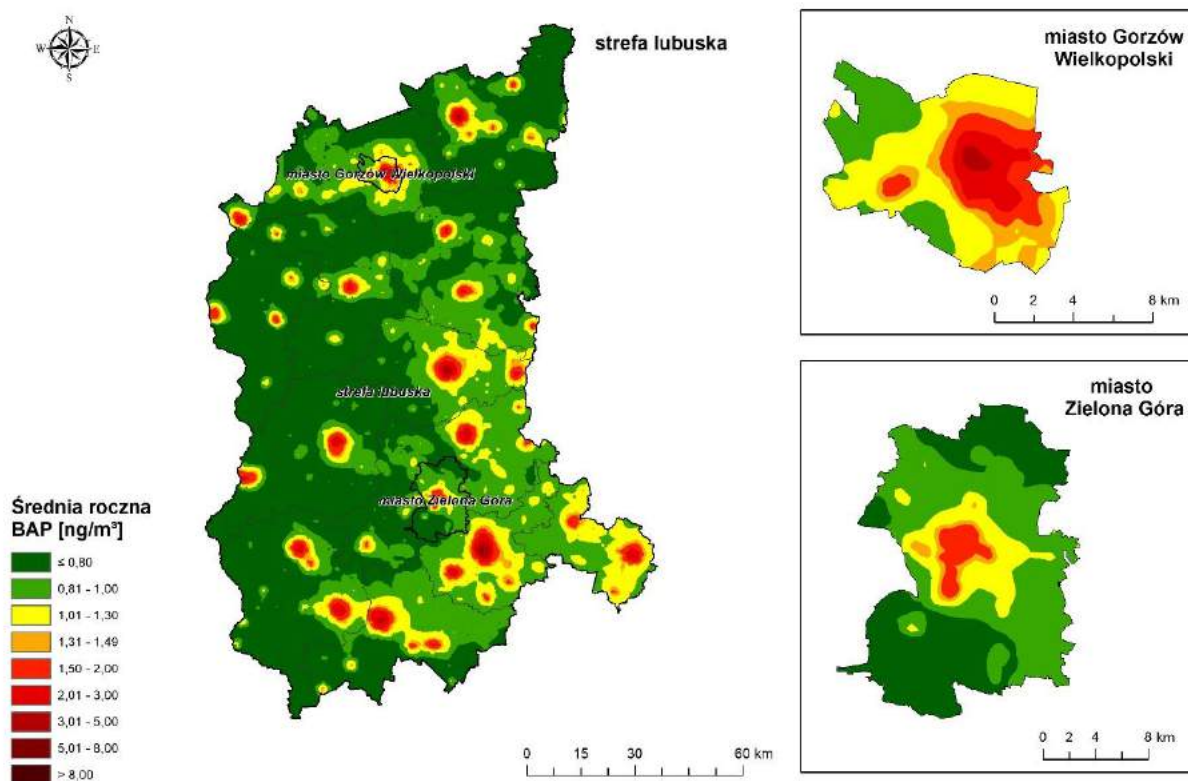 N
W E
S
strefa lubuska
miasto Gorzów Wielkopolski
strefa lubuska
miasto Zielona Góra
Średnia roczna
BAP [ng/m³]
≤ 0,80
0,81 - 1,00
1,01 - 1,30
1,31 - 1,49
1,50 - 2,00
2,01 - 3,00
3,01 - 5,00
5,01 - 8,00
> 8,00
0 15 30 60 km
miasto Gorzów
Wielkopolski
0 2 4 8 km
miasto
Zielona Góra
0 2 4 8 km